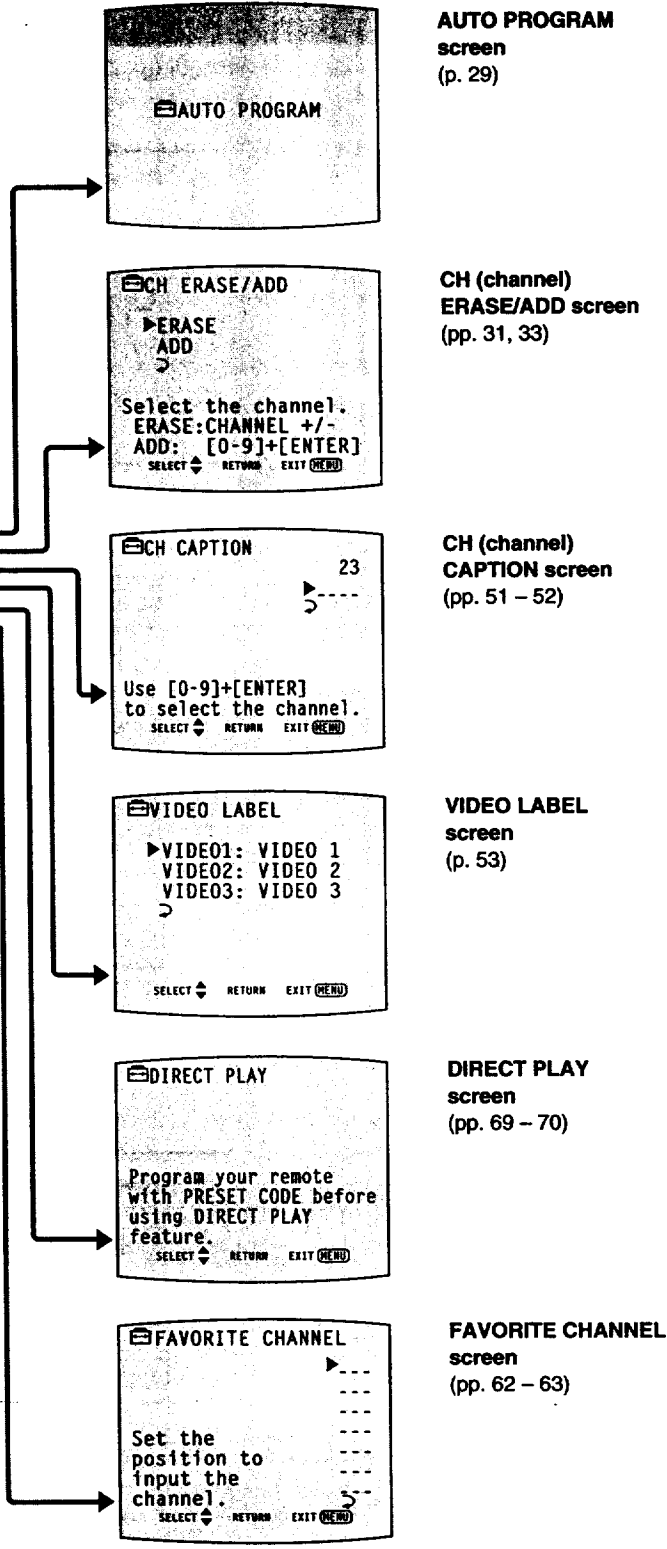 AUTO PROGRAM
AUTO PROGRAM
screen
(p. 29)
CH ERASE/ADD
▶ERASE
ADD
Select the channel.
ERASE:CHANNEL +/-
ADD: [0-9]+[ENTER]
SELECT RETURN EXIT MENU
CH (channel)
ERASE/ADD screen
(pp. 31, 33)
CH CAPTION
23
▶----
Use [0-9]+[ENTER]
to select the channel.
SELECT RETURN EXIT MENU
CH (channel)
CAPTION screen
(pp. 51 – 52)
VIDEO LABEL
▶VIDEO1: VIDEO 1
VIDEO2: VIDEO 2
VIDEO3: VIDEO 3
SELECT RETURN EXIT MENU
VIDEO LABEL
screen
(p. 53)
DIRECT PLAY
Program your remote
with PRESET CODE before
using DIRECT PLAY
feature.
SELECT RETURN EXIT MENU
DIRECT PLAY
screen
(pp. 69 – 70)
FAVORITE CHANNEL
▶---
---
---
Set the
---
position to
---
input the
---
channel.
---
SELECT RETURN EXIT MENU
FAVORITE CHANNEL
screen
(pp. 62 – 63)